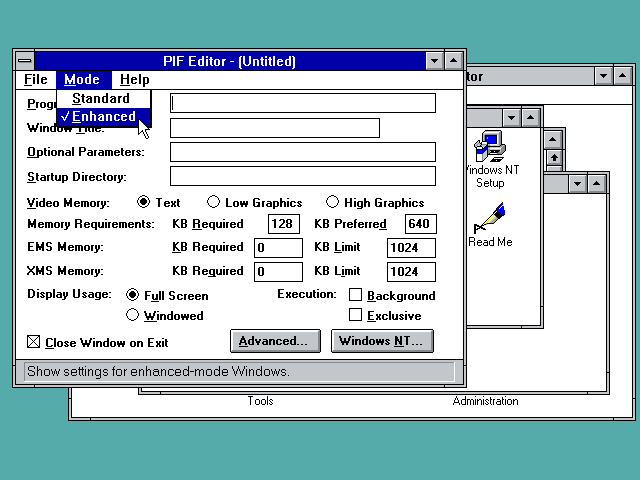 PIF Editor - (Untitled)
File Mode Help
Standard
✓ Enhanced
Window Title:
Optional Parameters:
Startup Directory:
Video Memory: Text Low Graphics High Graphics
Memory Requirements: KB Required 128 KB Preferred 640
EMS Memory: KB Required 0 KB Limit 1024
XMS Memory: KB Required 0 KB Limit 1024
Display Usage: Full Screen Execution: Background
Windowed Exclusive
Close Window on Exit Advanced... Windows NT...
Show settings for enhanced-mode Windows.
Windows NT
Setup
Read Me
Tools Administration